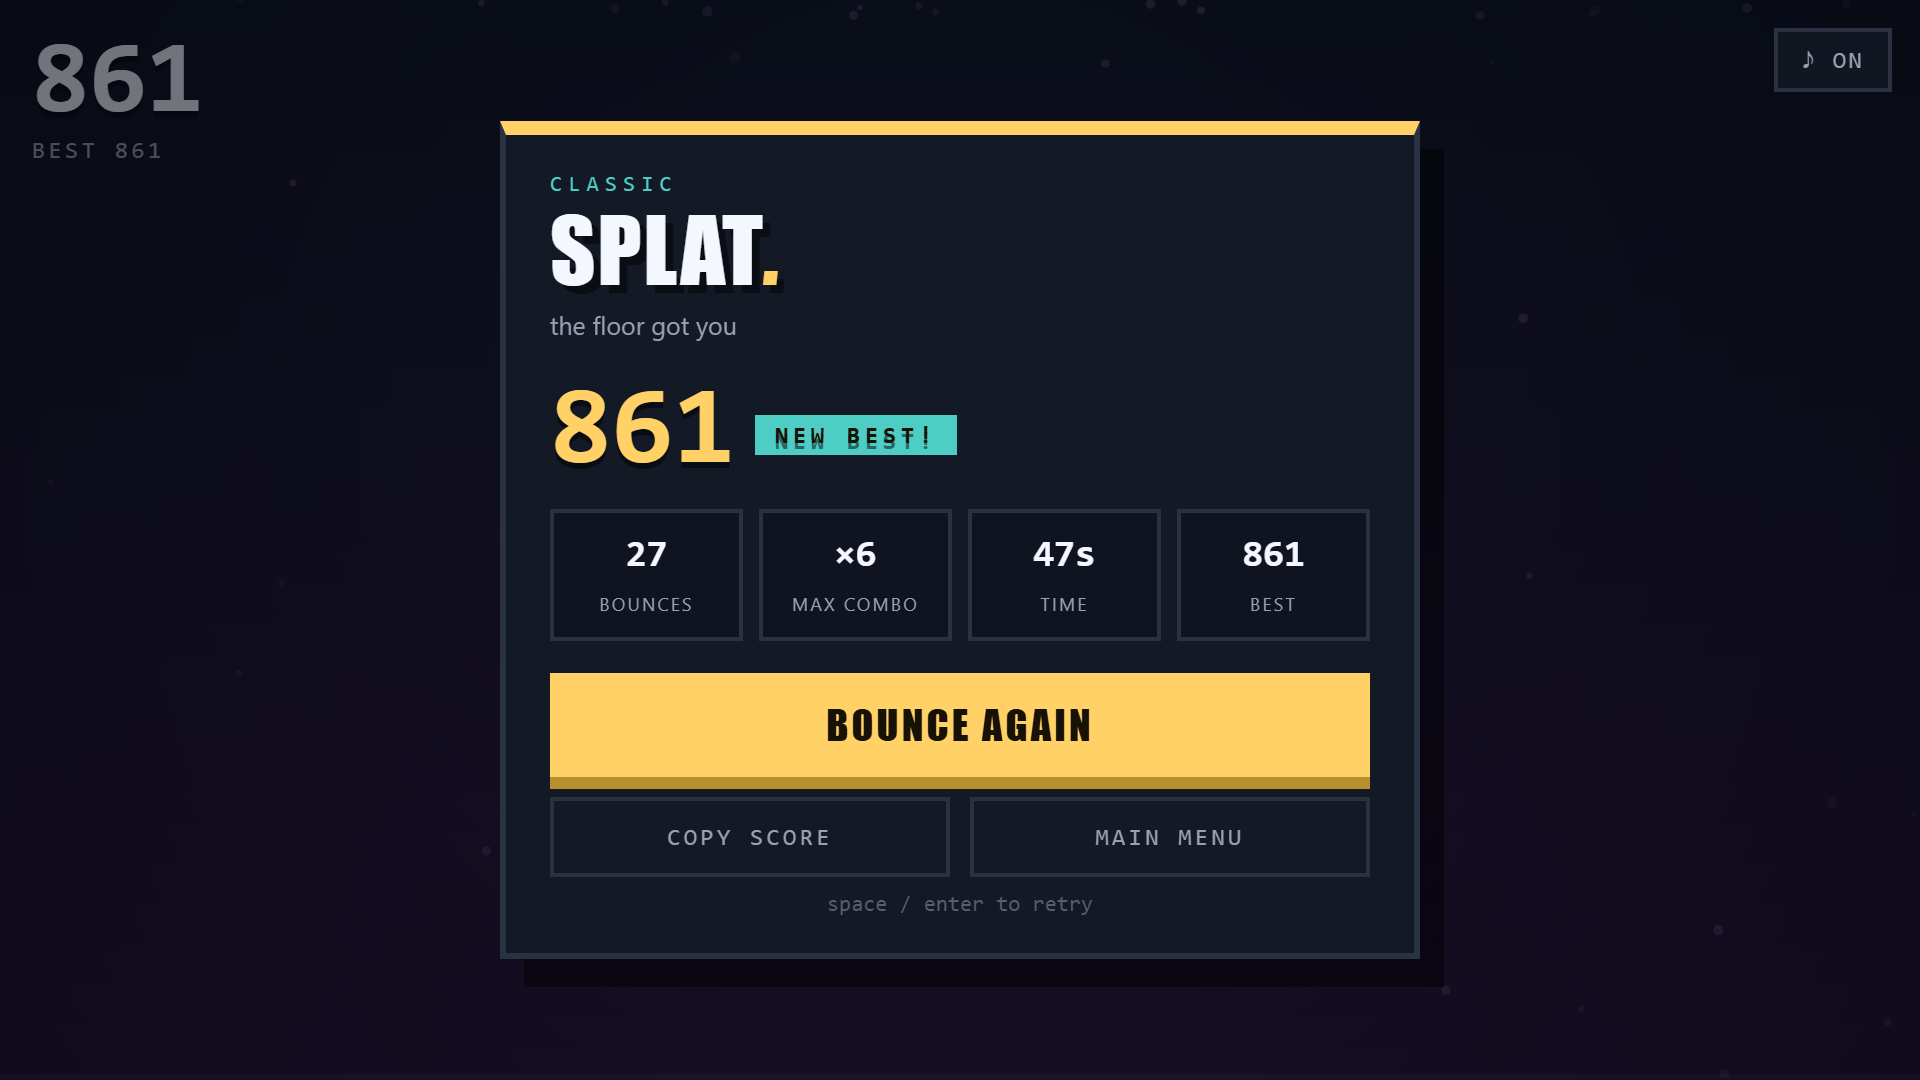 861
BEST 861
♪ ON
CLASSIC
SPLAT.
the floor got you
861 NEW BEST!
27 ×6 47s 861
BOUNCES MAX COMBO TIME BEST
BOUNCE AGAIN
COPY SCORE MAIN MENU
space / enter to retry